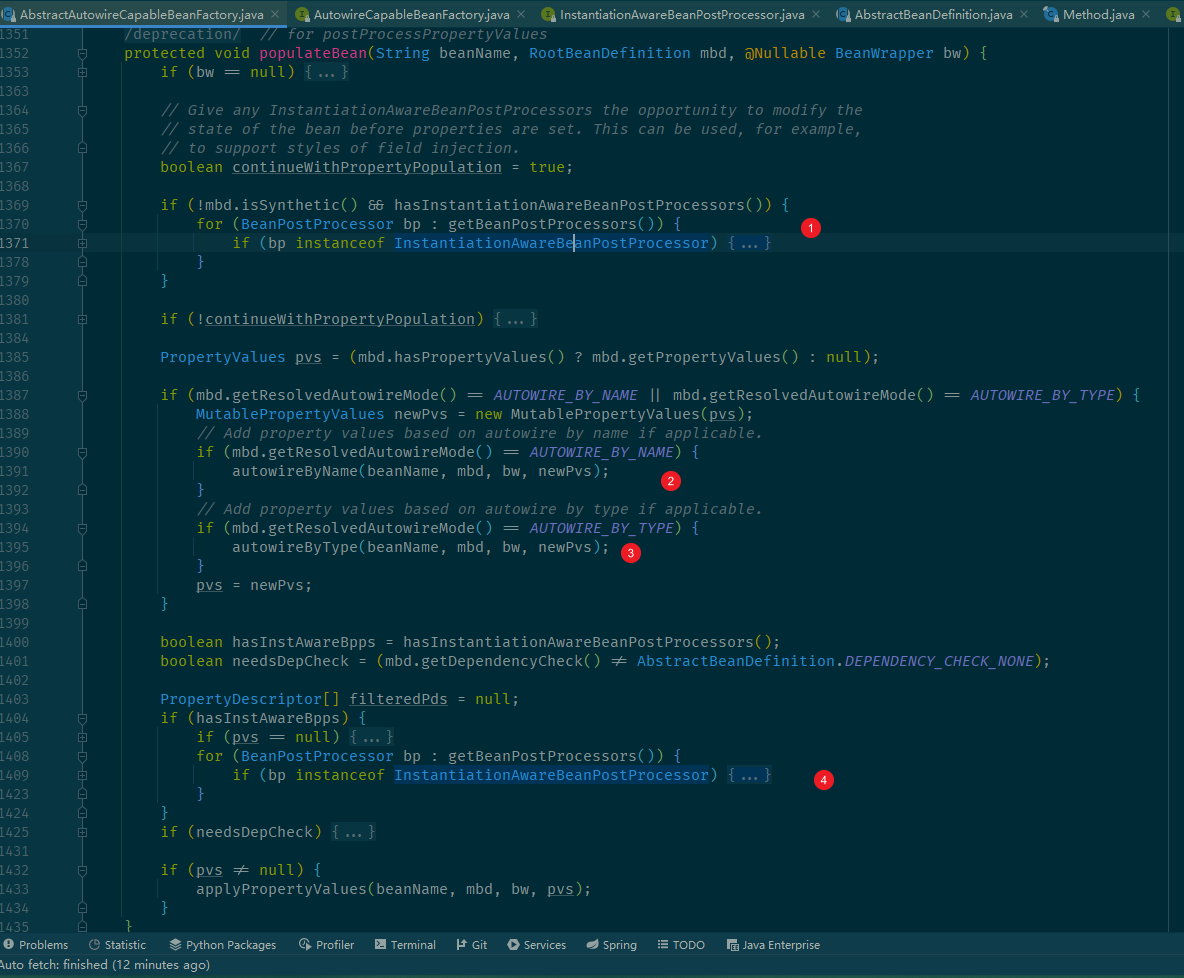 AbstractAutowireCapableBeanFactory.java × AutowireCapableBeanFactory.java × InstantiationAwareBeanPostProcessor.java × AbstractBeanDefinition.java × Method.java ×
1351 /deprecation/ // for postProcessPropertyValues
1352 protected void populateBean(String beanName, RootBeanDefinition mbd, @Nullable BeanWrapper bw) {
1353 if (bw == null) {...}
1363
1364 // Give any InstantiationAwareBeanPostProcessors the opportunity to modify the
1365 // state of the bean before properties are set. This can be used, for example,
1366 // to support styles of field injection.
1367 boolean continueWithPropertyPopulation = true;
1368
1369 if (!mbd.isSynthetic() && hasInstantiationAwareBeanPostProcessors()) {
1370 for (BeanPostProcessor bp : getBeanPostProcessors()) {
1
1371 if (bp instanceof InstantiationAwareBeanPostProcessor) {...}
1378 }
1379 }
1380
1381 if (!continueWithPropertyPopulation) {...}
1384
1385 PropertyValues pvs = (mbd.hasPropertyValues() ? mbd.getPropertyValues() : null);
1386
1387 if (mbd.getResolvedAutowireMode() == AUTOWIRE_BY_NAME || mbd.getResolvedAutowireMode() == AUTOWIRE_BY_TYPE) {
1388 MutablePropertyValues newPvs = new MutablePropertyValues(pvs);
1389 // Add property values based on autowire by name if applicable.
1390 if (mbd.getResolvedAutowireMode() == AUTOWIRE_BY_NAME) {
1391 autowireByName(beanName, mbd, bw, newPvs);
2
1392 }
1393 // Add property values based on autowire by type if applicable.
1394 if (mbd.getResolvedAutowireMode() == AUTOWIRE_BY_TYPE) {
1395 autowireByType(beanName, mbd, bw, newPvs);
3
1396 }
1397 pvs = newPvs;
1398 }
1399
1400 boolean hasInstAwareBpps = hasInstantiationAwareBeanPostProcessors();
1401 boolean needsDepCheck = (mbd.getDependencyCheck() != AbstractBeanDefinition.DEPENDENCY_CHECK_NONE);
1402
1403 PropertyDescriptor[] filteredPds = null;
1404 if (hasInstAwareBpps) {
1405 if (pvs == null) {...}
1408 for (BeanPostProcessor bp : getBeanPostProcessors()) {
1409 if (bp instanceof InstantiationAwareBeanPostProcessor) {...}
4
1423 }
1424 }
1425 if (needsDepCheck) {...}
1431
1432 if (pvs != null) {
1433 applyPropertyValues(beanName, mbd, bw, pvs);
1434 }
1435 }
Problems Statistic Python Packages Profiler Terminal Git Services Spring TODO Java Enterprise
Auto fetch: finished (12 minutes ago)